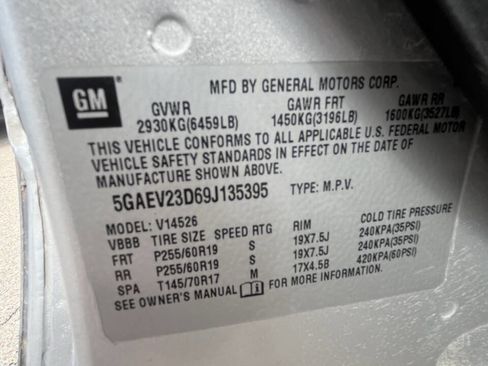 GM
MFD BY GENERAL MOTORS CORP.
GVWR GAWR FRT GAWR RR
2930KG(6459LB) 1450KG(3196LB) 1600KG(3527LB)
THIS VEHICLE CONFORMS TO ALL APPLICABLE U.S. FEDERAL MOTOR
VEHICLE SAFETY STANDARDS IN EFFECT ON THE DATE OF
MANUFACTURE SHOWN ABOVE.
5GAEV23D69J135395 TYPE: M.P.V.
MODEL: V14526
VBBB TIRE SIZE SPEED RTG RIM COLD TIRE PRESSURE
FRT P255/60R19 S 19X7.5J 240KPA(35PSI)
RR P255/60R19 S 19X7.5J 240KPA(35PSI)
SPA T145/70R17 M 17X4.5B 420KPA(60PSI)
SEE OWNER'S MANUAL FOR MORE INFORMATION.